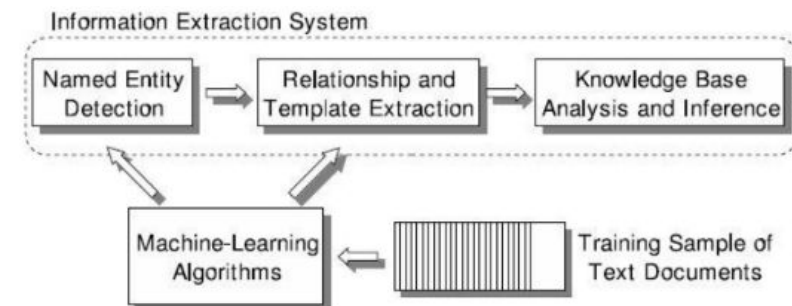 Information Extraction System
Named Entity
Detection
Relationship and
Template Extraction
Knowledge Base
Analysis and Inference
Machine-Learning
Algorithms
Training Sample of
Text Documents